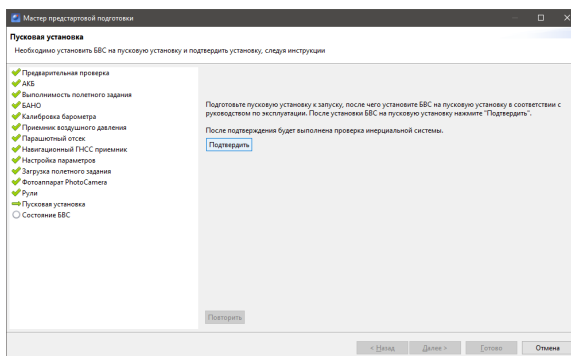 Мастер предстартовой подготовки
Пусковая установка
Необходимо установить БВС на пусковую установку и подтвердить установку, следуя инструкции
Предварительная проверка
АКБ
Выполнимость полетного задания
БАНО
Калибровка барометра
Приемник воздушного давления
Парашютный отсек
Навигационный ГНСС приемник
Настройка параметров
Загрузка полетного задания
Фотоаппарат PhotoCamera
Рули
Пусковая установка
Состояние БВС
Подготовьте пусковую установку к запуску, после чего установите БВС на пусковую установку в соответствии с
руководством по эксплуатации. После установки БВС на пусковую установку нажмите "Подтвердить".
После подтверждения будет выполнена проверка инерциальной системы.
Подтвердить
Повторить
< Назад
Далее >
Готово
Отмена